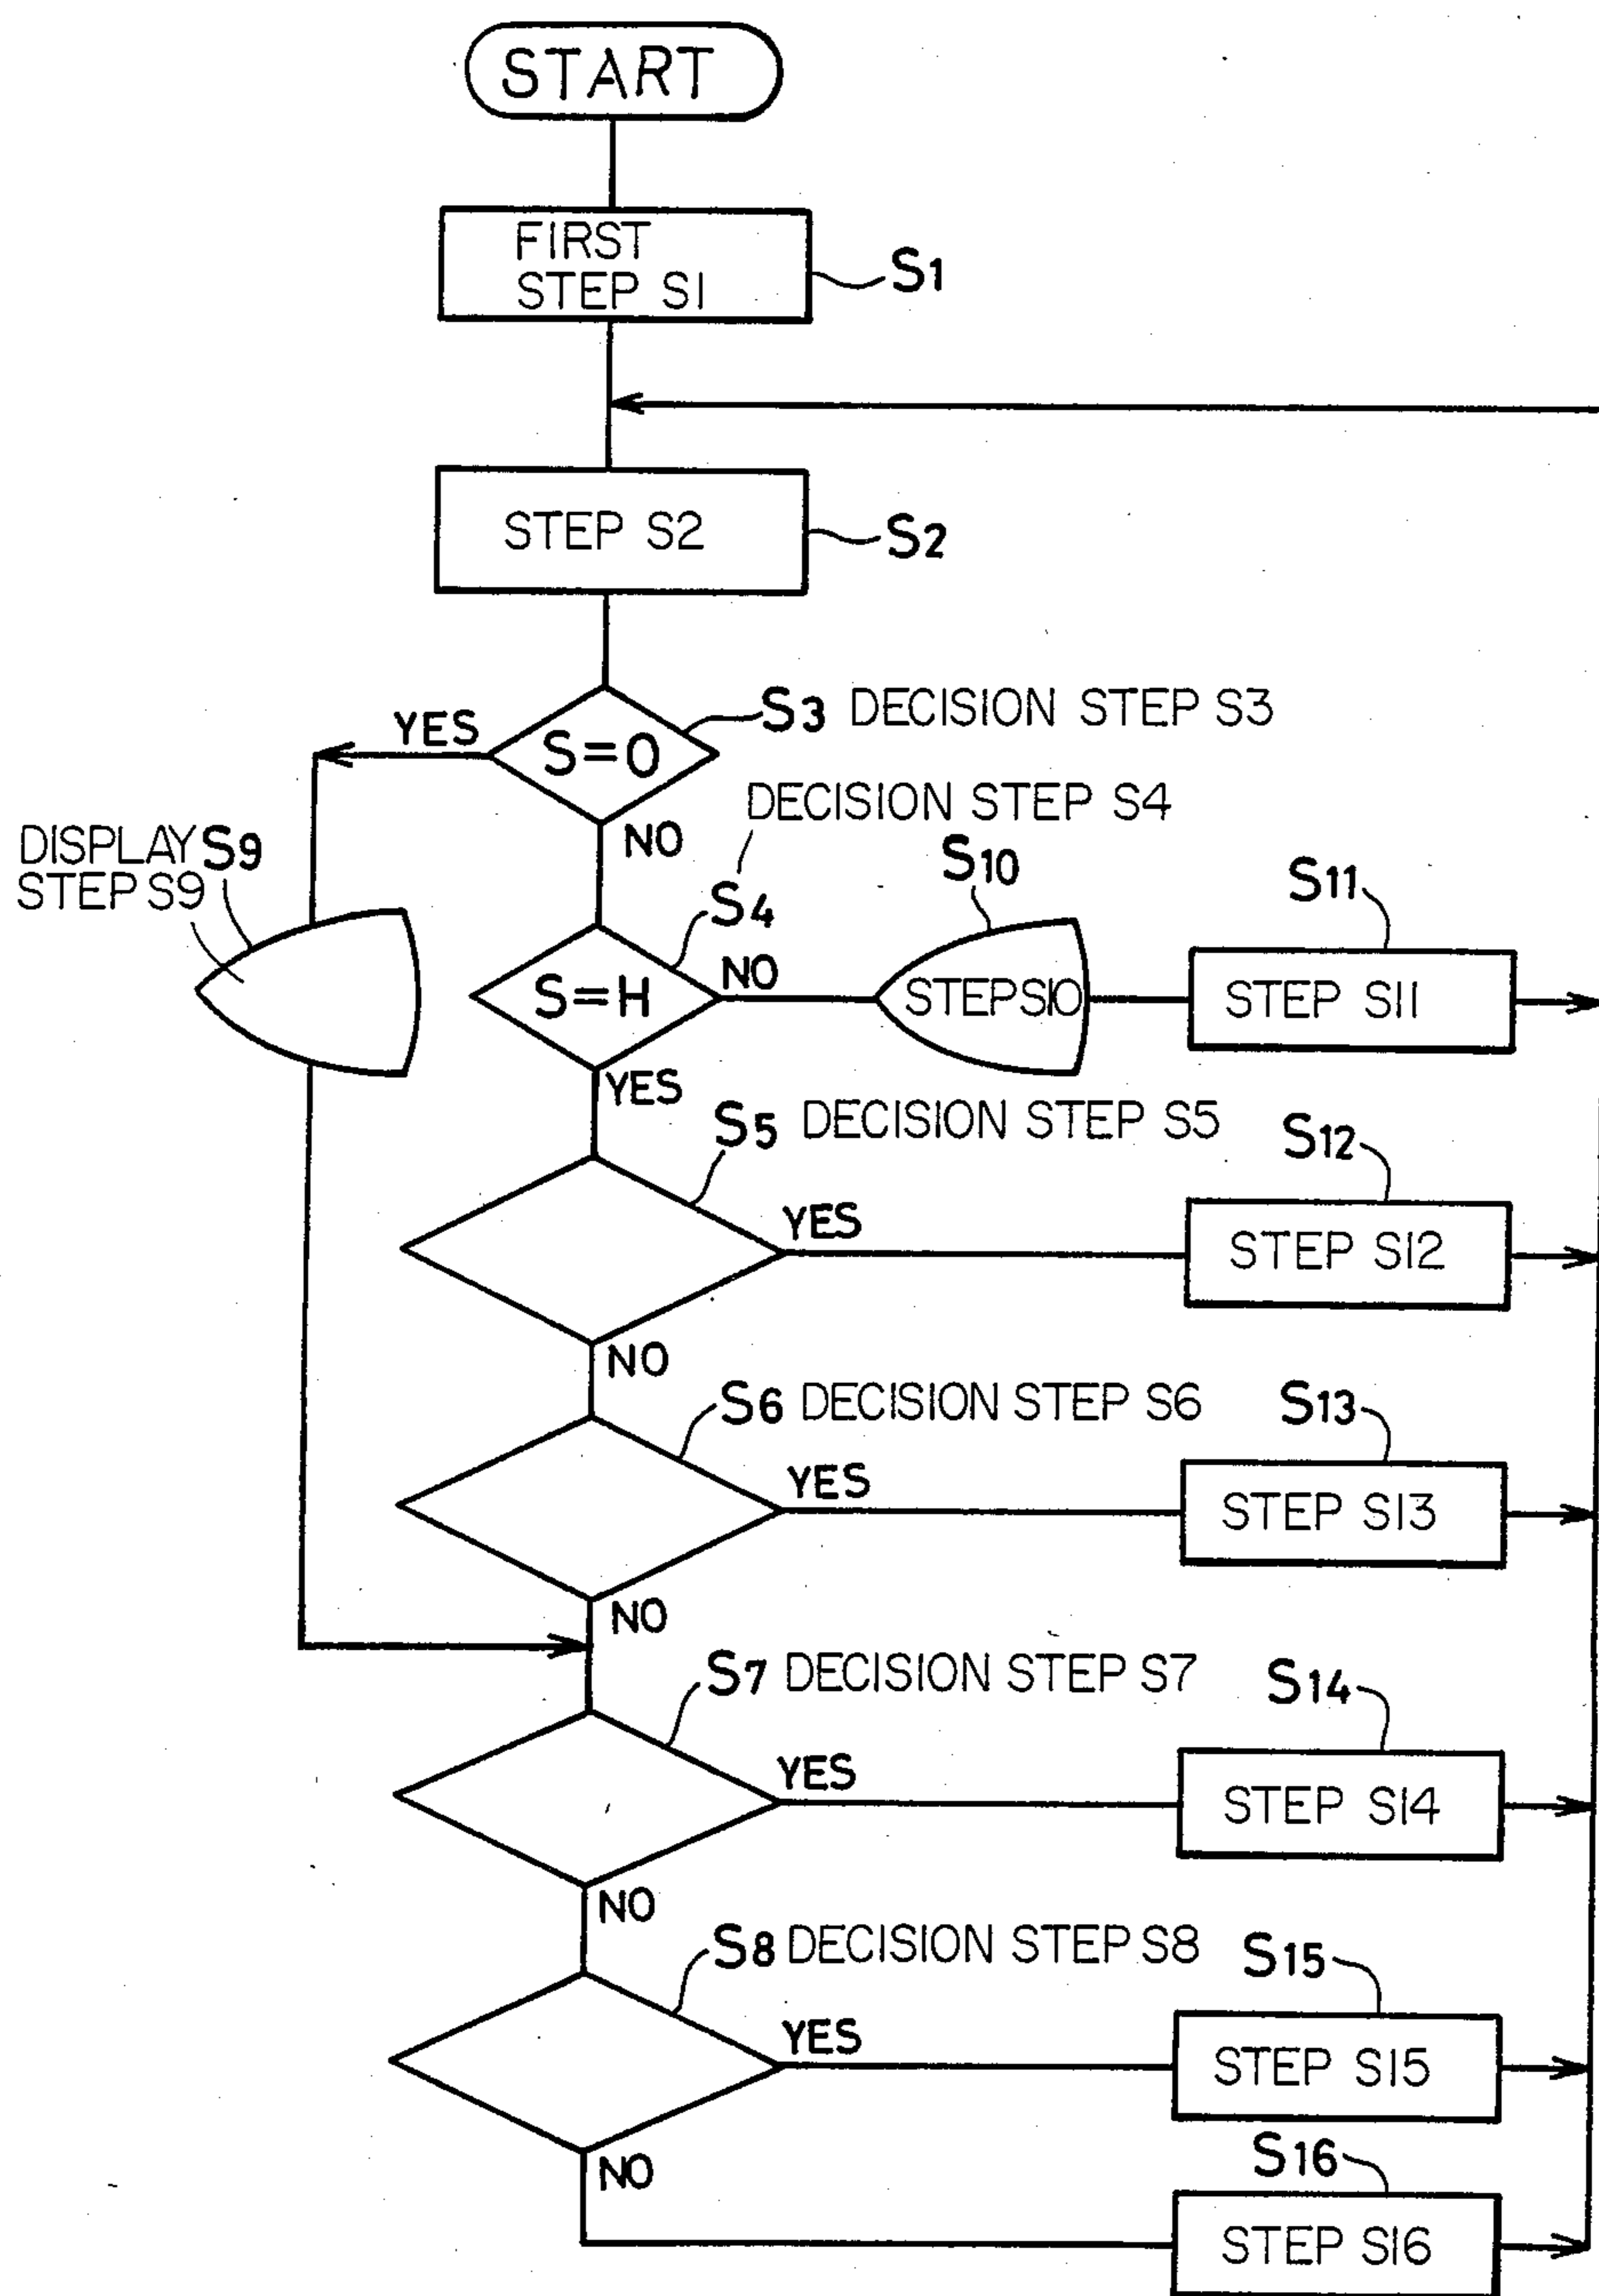 START
FIRST
STEP S1
S1
STEP S2
S2
YES
S=O
S3 DECISION STEP S3
NO
DECISION STEP S4
DISPLAY S9
STEP S9
S4
S=H
NO
S10
STEP S10
S11
STEP S11
YES
S5 DECISION STEP S5
S12
YES
STEP S12
NO
S6 DECISION STEP S6
S13
YES
STEP S13
NO
S7 DECISION STEP S7
S14
YES
STEP S14
NO
S8 DECISION STEP S8
S15
YES
STEP S15
NO
S16
STEP S16